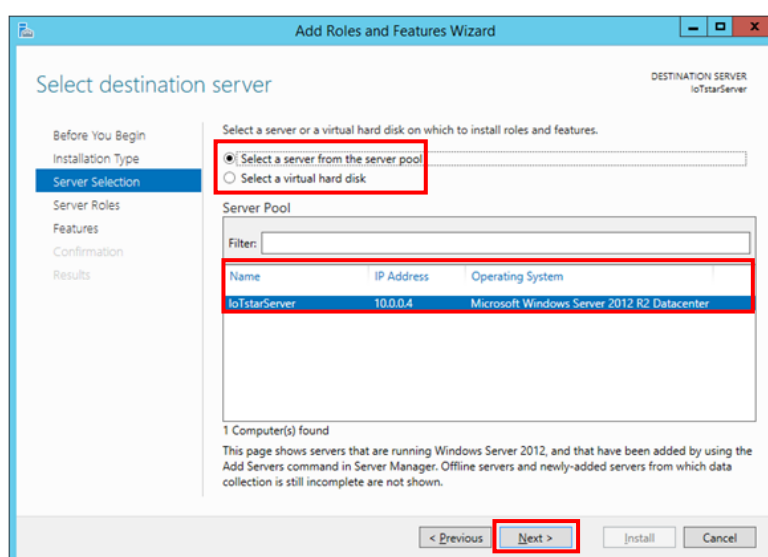 Add Roles and Features Wizard
Select destination server
DESTINATION SERVER
IoTstarServer
Before You Begin
Installation Type
Server Selection
Server Roles
Features
Confirmation
Results
Select a server or a virtual hard disk on which to install roles and features.
Select a server from the server pool
Select a virtual hard disk
Server Pool
Filter:
Name IP Address Operating System
IoTstarServer 10.0.0.4 Microsoft Windows Server 2012 R2 Datacenter
1 Computer(s) found
This page shows servers that are running Windows Server 2012, and that have been added by using the
Add Servers command in Server Manager. Offline servers and newly-added servers from which data
collection is still incomplete are not shown.
< Previous Next > Install Cancel